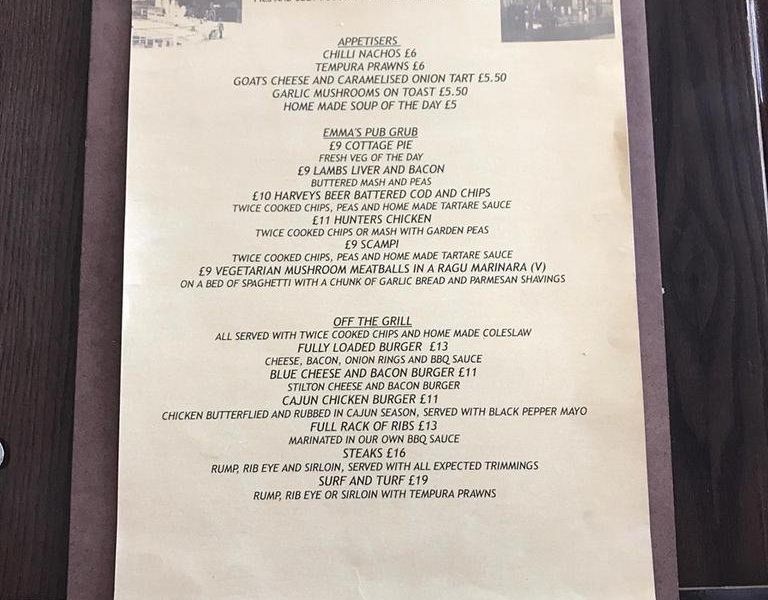 APPETISERS
CHILLI NACHOS £6
TEMPURA PRAWNS £6
GOATS CHEESE AND CARAMELISED ONION TART £5.50
GARLIC MUSHROOMS ON TOAST £5.50
HOME MADE SOUP OF THE DAY £5
EMMA'S PUB GRUB
£9 COTTAGE PIE
FRESH VEG OF THE DAY
£9 LAMBS LIVER AND BACON
BUTTERED MASH AND PEAS
£10 HARVEYS BEER BATTERED COD AND CHIPS
TWICE COOKED CHIPS, PEAS AND HOME MADE TARTARE SAUCE
£11 HUNTERS CHICKEN
TWICE COOKED CHIPS OR MASH WITH GARDEN PEAS
£9 SCAMPI
TWICE COOKED CHIPS, PEAS AND HOME MADE TARTARE SAUCE
£9 VEGETARIAN MUSHROOM MEATBALLS IN A RAGU MARINARA (V)
ON A BED OF SPAGHETTI WITH A CHUNK OF GARLIC BREAD AND PARMESAN SHAVINGS
OFF THE GRILL
ALL SERVED WITH TWICE COOKED CHIPS AND HOME MADE COLESLAW
FULLY LOADED BURGER £13
CHEESE, BACON, ONION RINGS AND BBQ SAUCE
BLUE CHEESE AND BACON BURGER £11
STILTON CHEESE AND BACON BURGER
CAJUN CHICKEN BURGER £11
CHICKEN BUTTERFLIED AND RUBBED IN CAJUN SEASON, SERVED WITH BLACK PEPPER MAYO
FULL RACK OF RIBS £13
MARINATED IN OUR OWN BBQ SAUCE
STEAKS £16
RUMP, RIB EYE AND SIRLOIN, SERVED WITH ALL EXPECTED TRIMMINGS
SURF AND TURF £19
RUMP, RIB EYE OR SIRLOIN WITH TEMPURA PRAWNS